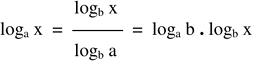 logₐ x = log_b x / log_b a = logₐ b . log_b x